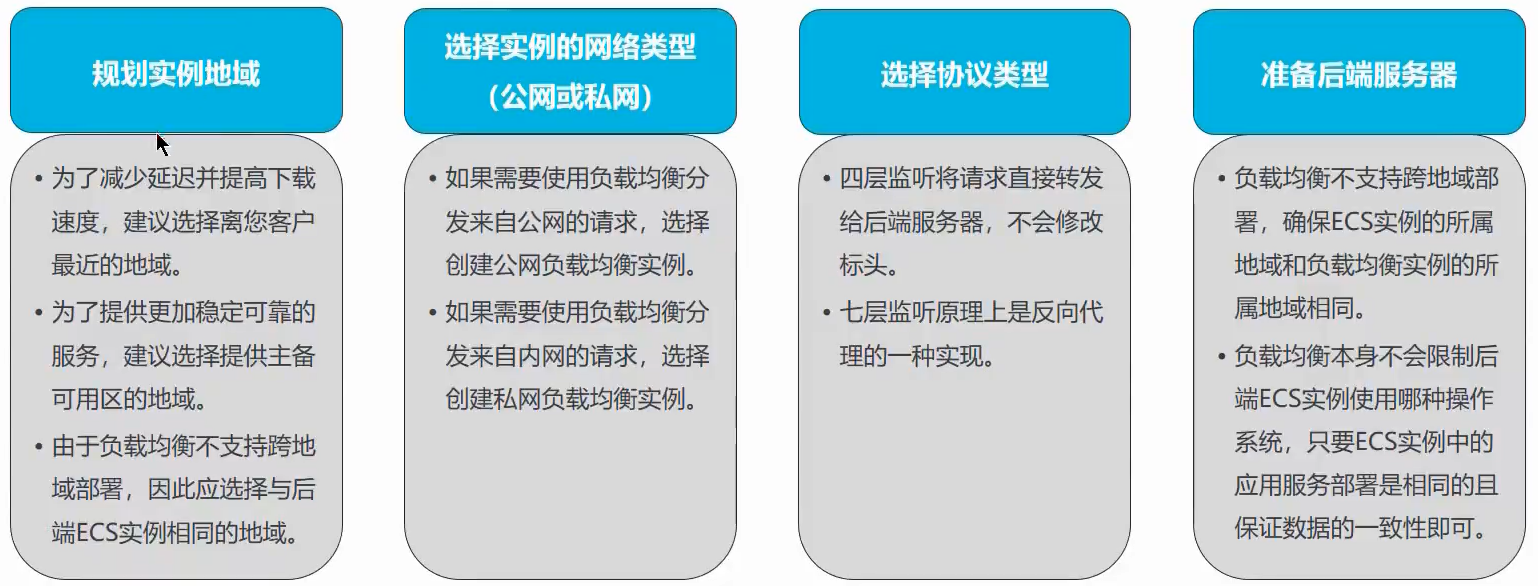 规划实例地域
• 为了减少延迟并提高下载
速度，建议选择离您客户
最近的地域。
• 为了提供更加稳定可靠的
服务，建议选择提供主备
可用区的地域。
• 由于负载均衡不支持跨地
域部署，因此应选择与后
端ECS实例相同的地域。
选择实例的网络类型
（公网或私网）
• 如果需要使用负载均衡分
发来自公网的请求，选择
创建公网负载均衡实例。
• 如果需要使用负载均衡分
发来自内网的请求，选择
创建私网负载均衡实例。
选择协议类型
• 四层监听将请求直接转发
给后端服务器，不会修改
标头。
• 七层监听原理上是反向代
理的一种实现。
准备后端服务器
• 负载均衡不支持跨地域部
署，确保ECS实例的所属
地域和负载均衡实例的所
属地域相同。
• 负载均衡本身不会限制后
端ECS实例使用哪种操作
系统，只要ECS实例中的
应用服务部署是相同的且
保证数据的一致性即可。